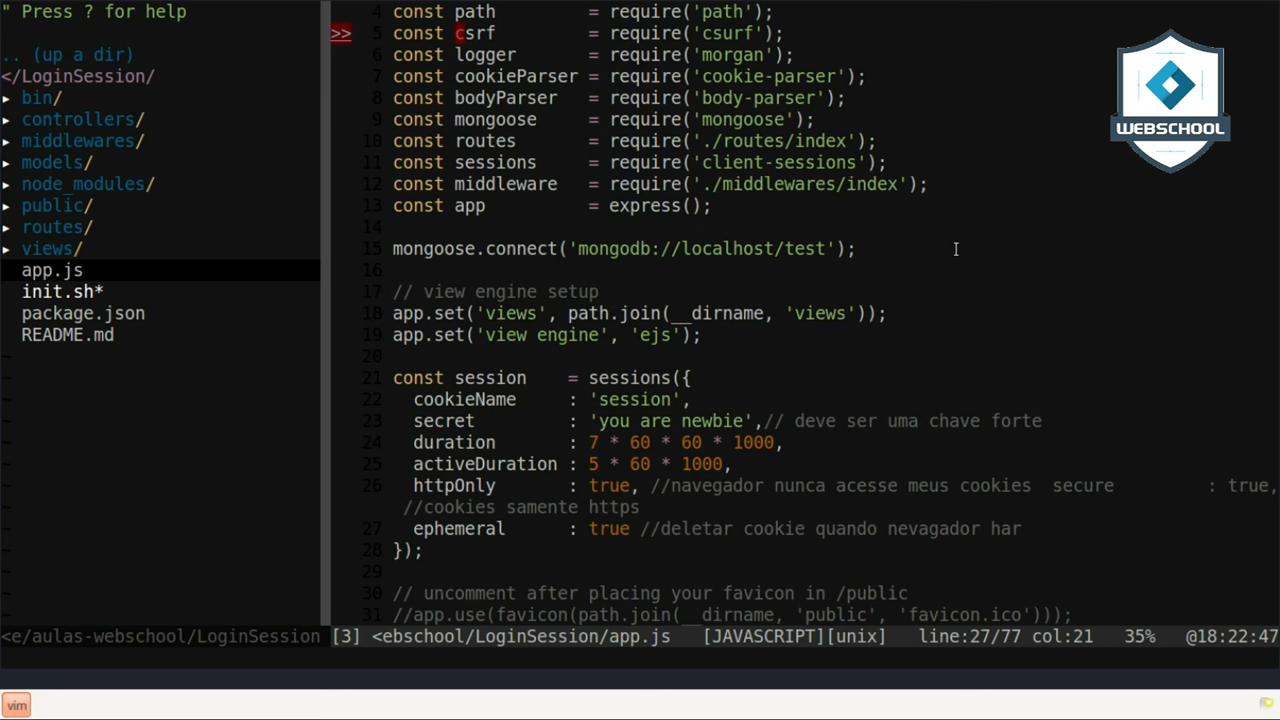 " Press ? for help
.. (up a dir)
</LoginSession/
▸ bin/
▸ controllers/
▸ middlewares/
▸ models/
▸ node_modules/
▸ public/
▸ routes/
▸ views/
app.js
init.sh*
package.json
README.md
<e/aulas-webschool/LoginSession
4 const path = require('path');
>> 5 const csrf = require('csurf');
6 const logger = require('morgan');
7 const cookieParser = require('cookie-parser');
8 const bodyParser = require('body-parser');
9 const mongoose = require('mongoose');
10 const routes = require('./routes/index');
11 const sessions = require('client-sessions');
12 const middleware = require('./middlewares/index');
13 const app = express();
14
15 mongoose.connect('mongodb://localhost/test');
16
17 // view engine setup
18 app.set('views', path.join(__dirname, 'views'));
19 app.set('view engine', 'ejs');
20
21 const session = sessions({
22 cookieName : 'session',
23 secret : 'you are newbie',// deve ser uma chave forte
24 duration : 7 * 60 * 60 * 1000,
25 activeDuration : 5 * 60 * 1000,
26 httpOnly : true, //navegador nunca acesse meus cookies secure : true,
//cookies samente https
27 ephemeral : true //deletar cookie quando nevagador har
28 });
29
30 // uncomment after placing your favicon in /public
31 //app.use(favicon(path.join(__dirname, 'public', 'favicon.ico')));
[3] <ebschool/LoginSession/app.js [JAVASCRIPT][unix] line:27/77 col:21 35% @18:22:47
WEBSCHOOL
vim